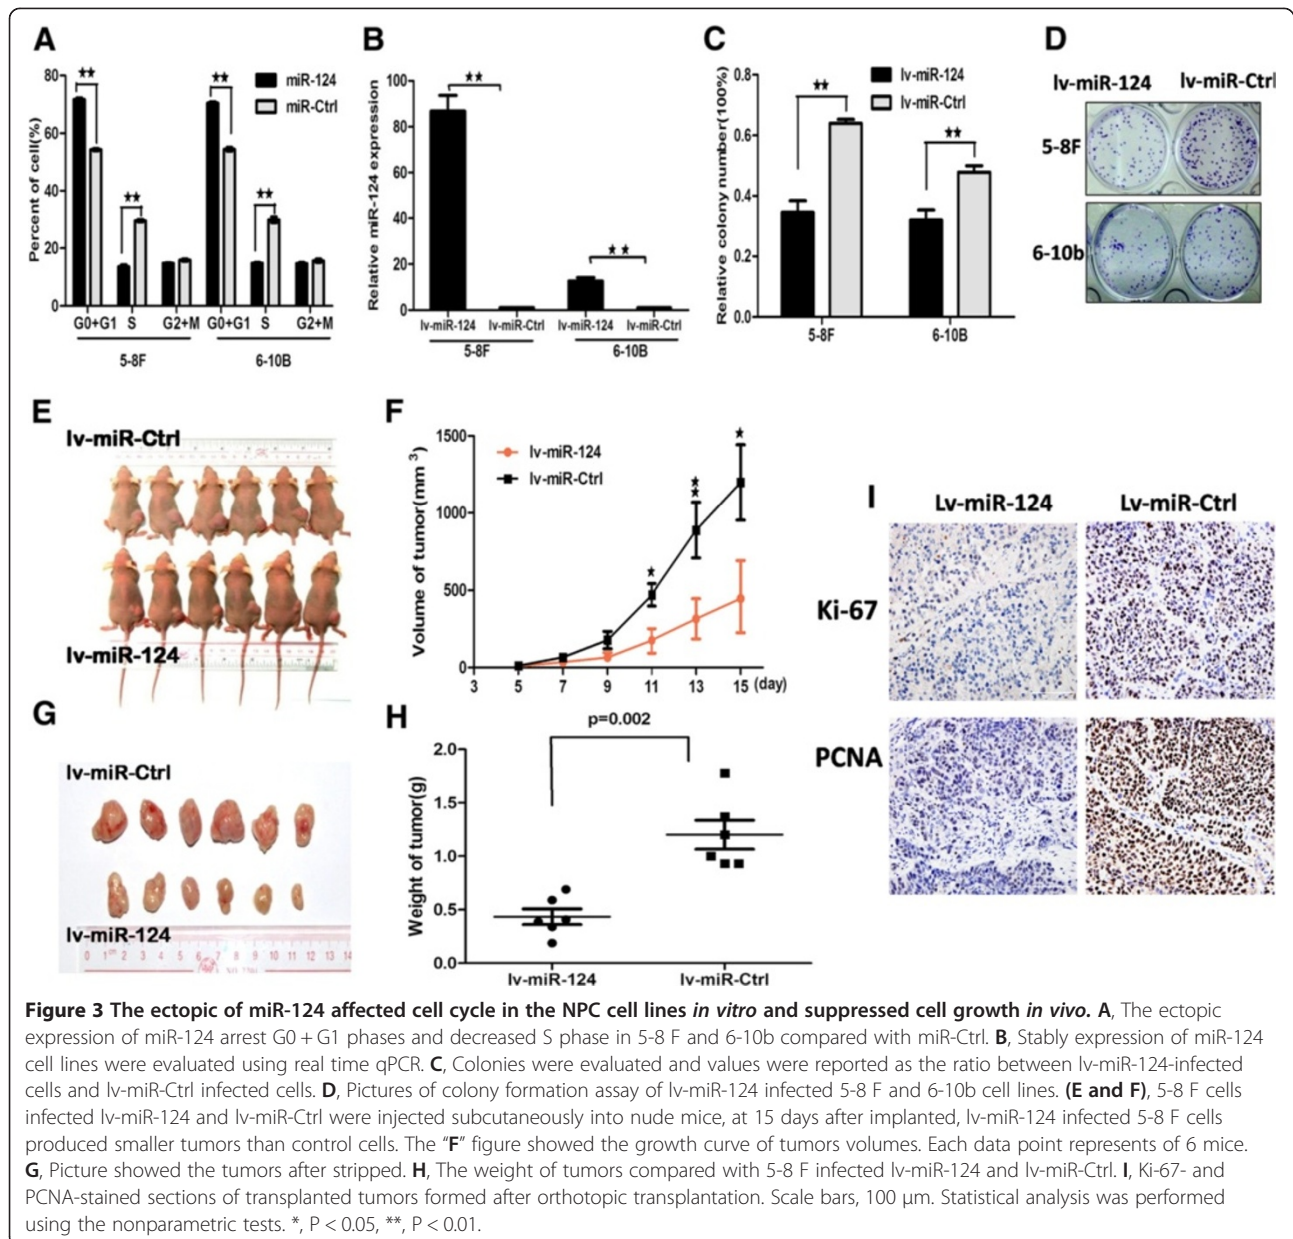 A
80
60
40
20
0
Percent of cell(%)
★★
★★
★★
★★
miR-124
miR-Ctrl
G0+G1 S G2+M G0+G1 S G2+M
5-8F 6-10B
B
100
80
60
40
20
0
Relative miR-124 expression
★★
★★
lv-miR-124 lv-miR-Ctrl lv-miR-124 lv-miR-Ctrl
5-8F 6-10B
C
0.8
0.6
0.4
0.2
0.0
Relative colony number(100%)
lv-miR-124
lv-miR-Ctrl
★★
★★
5-8F 6-10B
D
lv-miR-124 lv-miR-Ctrl
5-8F
6-10b
E
lv-miR-Ctrl
lv-miR-124
F
1500
1000
500
0
Volume of tumor(mm 3)
lv-miR-124
lv-miR-Ctrl
★
★★
★
3 5 7 9 11 13 15 (day)
G
lv-miR-Ctrl
lv-miR-124
0 1cm 2 3 4 5 6 7 8 9 10 11 12 13 14
H
p=0.002
2.0
1.5
1.0
0.5
0.0
Weight of tumor(g)
lv-miR-124 lv-miR-Ctrl
I
Lv-miR-124 Lv-miR-Ctrl
Ki-67
PCNA
Figure 3 The ectopic of miR-124 affected cell cycle in the NPC cell lines in vitro and suppressed cell growth in vivo. A, The ectopic
expression of miR-124 arrest G0 + G1 phases and decreased S phase in 5-8 F and 6-10b compared with miR-Ctrl. B, Stably expression of miR-124
cell lines were evaluated using real time qPCR. C, Colonies were evaluated and values were reported as the ratio between lv-miR-124-infected
cells and lv-miR-Ctrl infected cells. D, Pictures of colony formation assay of lv-miR-124 infected 5-8 F and 6-10b cell lines. (E and F), 5-8 F cells
infected lv-miR-124 and lv-miR-Ctrl were injected subcutaneously into nude mice, at 15 days after implanted, lv-miR-124 infected 5-8 F cells
produced smaller tumors than control cells. The “F” figure showed the growth curve of tumors volumes. Each data point represents of 6 mice.
G, Picture showed the tumors after stripped. H, The weight of tumors compared with 5-8 F infected lv-miR-124 and lv-miR-Ctrl. I, Ki-67- and
PCNA-stained sections of transplanted tumors formed after orthotopic transplantation. Scale bars, 100 μm. Statistical analysis was performed
using the nonparametric tests. *, P < 0.05, **, P < 0.01.